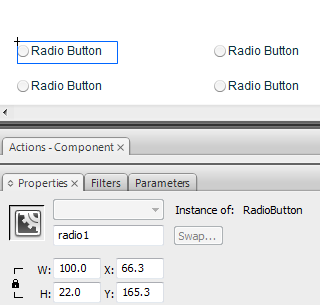 Radio Button Radio Button
Radio Button Radio Button
Actions - Component ×
Properties × Filters Parameters
Instance of: RadioButton
radio1 Swap...
W: 100.0 X: 66.3
H: 22.0 Y: 165.3